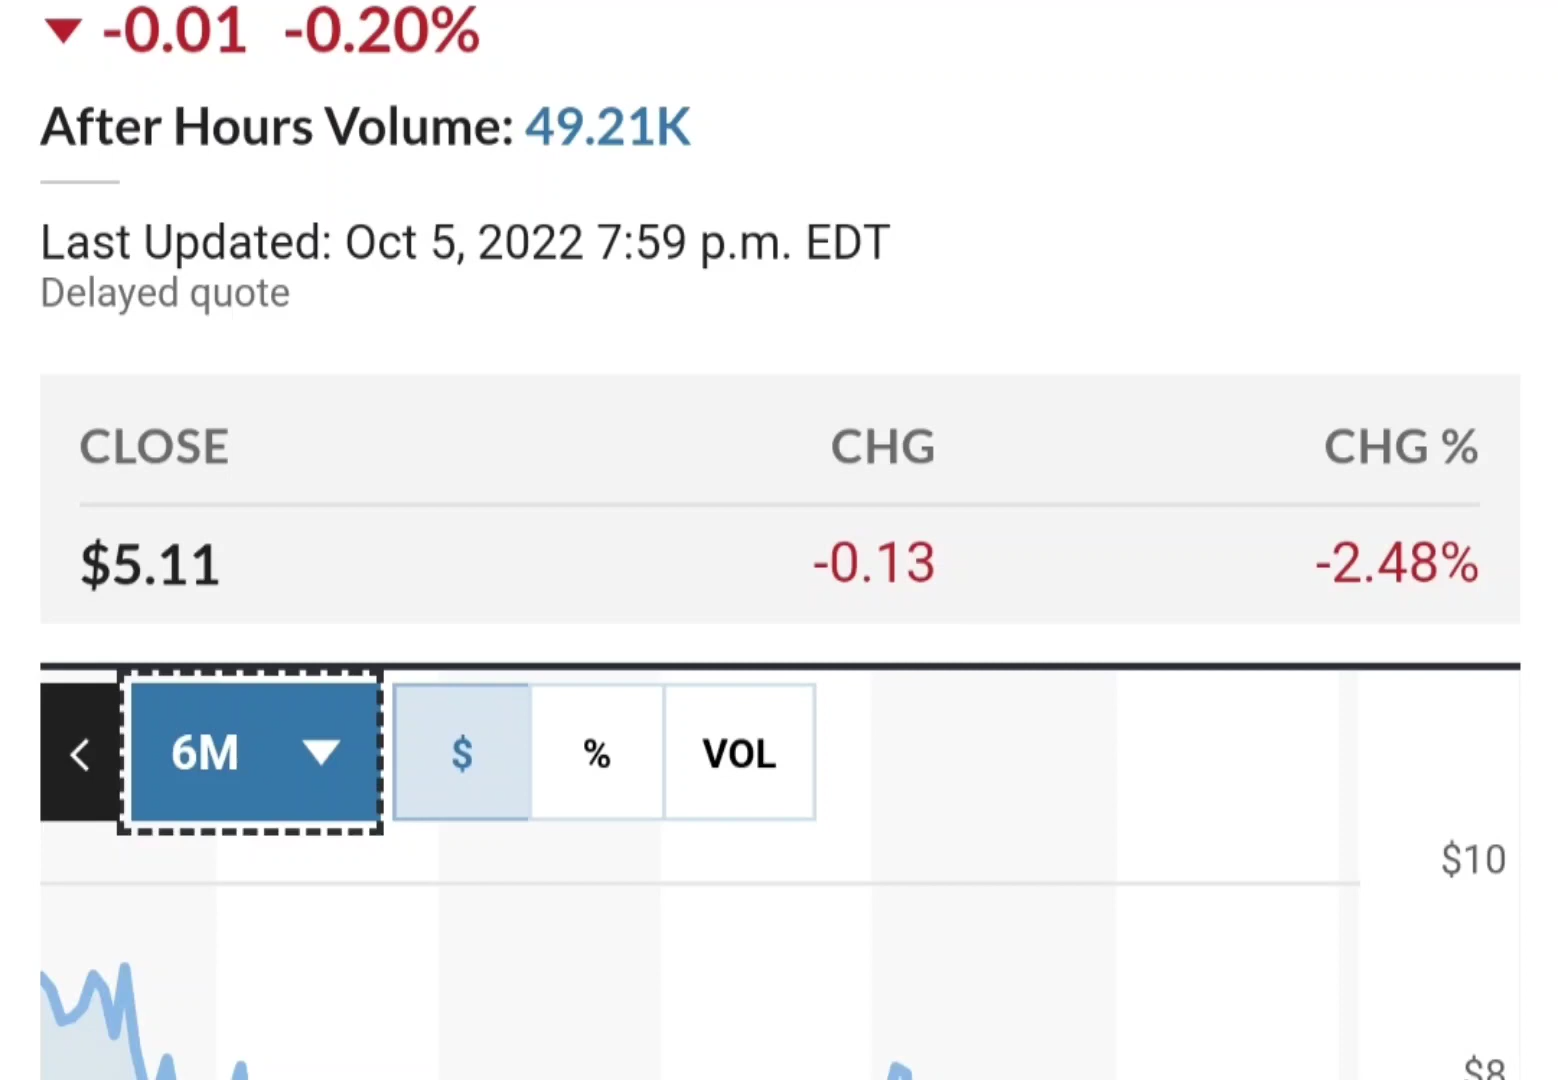 -0.01 -0.20%
After Hours Volume: 49.21K
Last Updated: Oct 5, 2022 7:59 p.m. EDT
Delayed quote
CLOSE CHG CHG %
$5.11 -0.13 -2.48%
6M $ % VOL
$10
$8